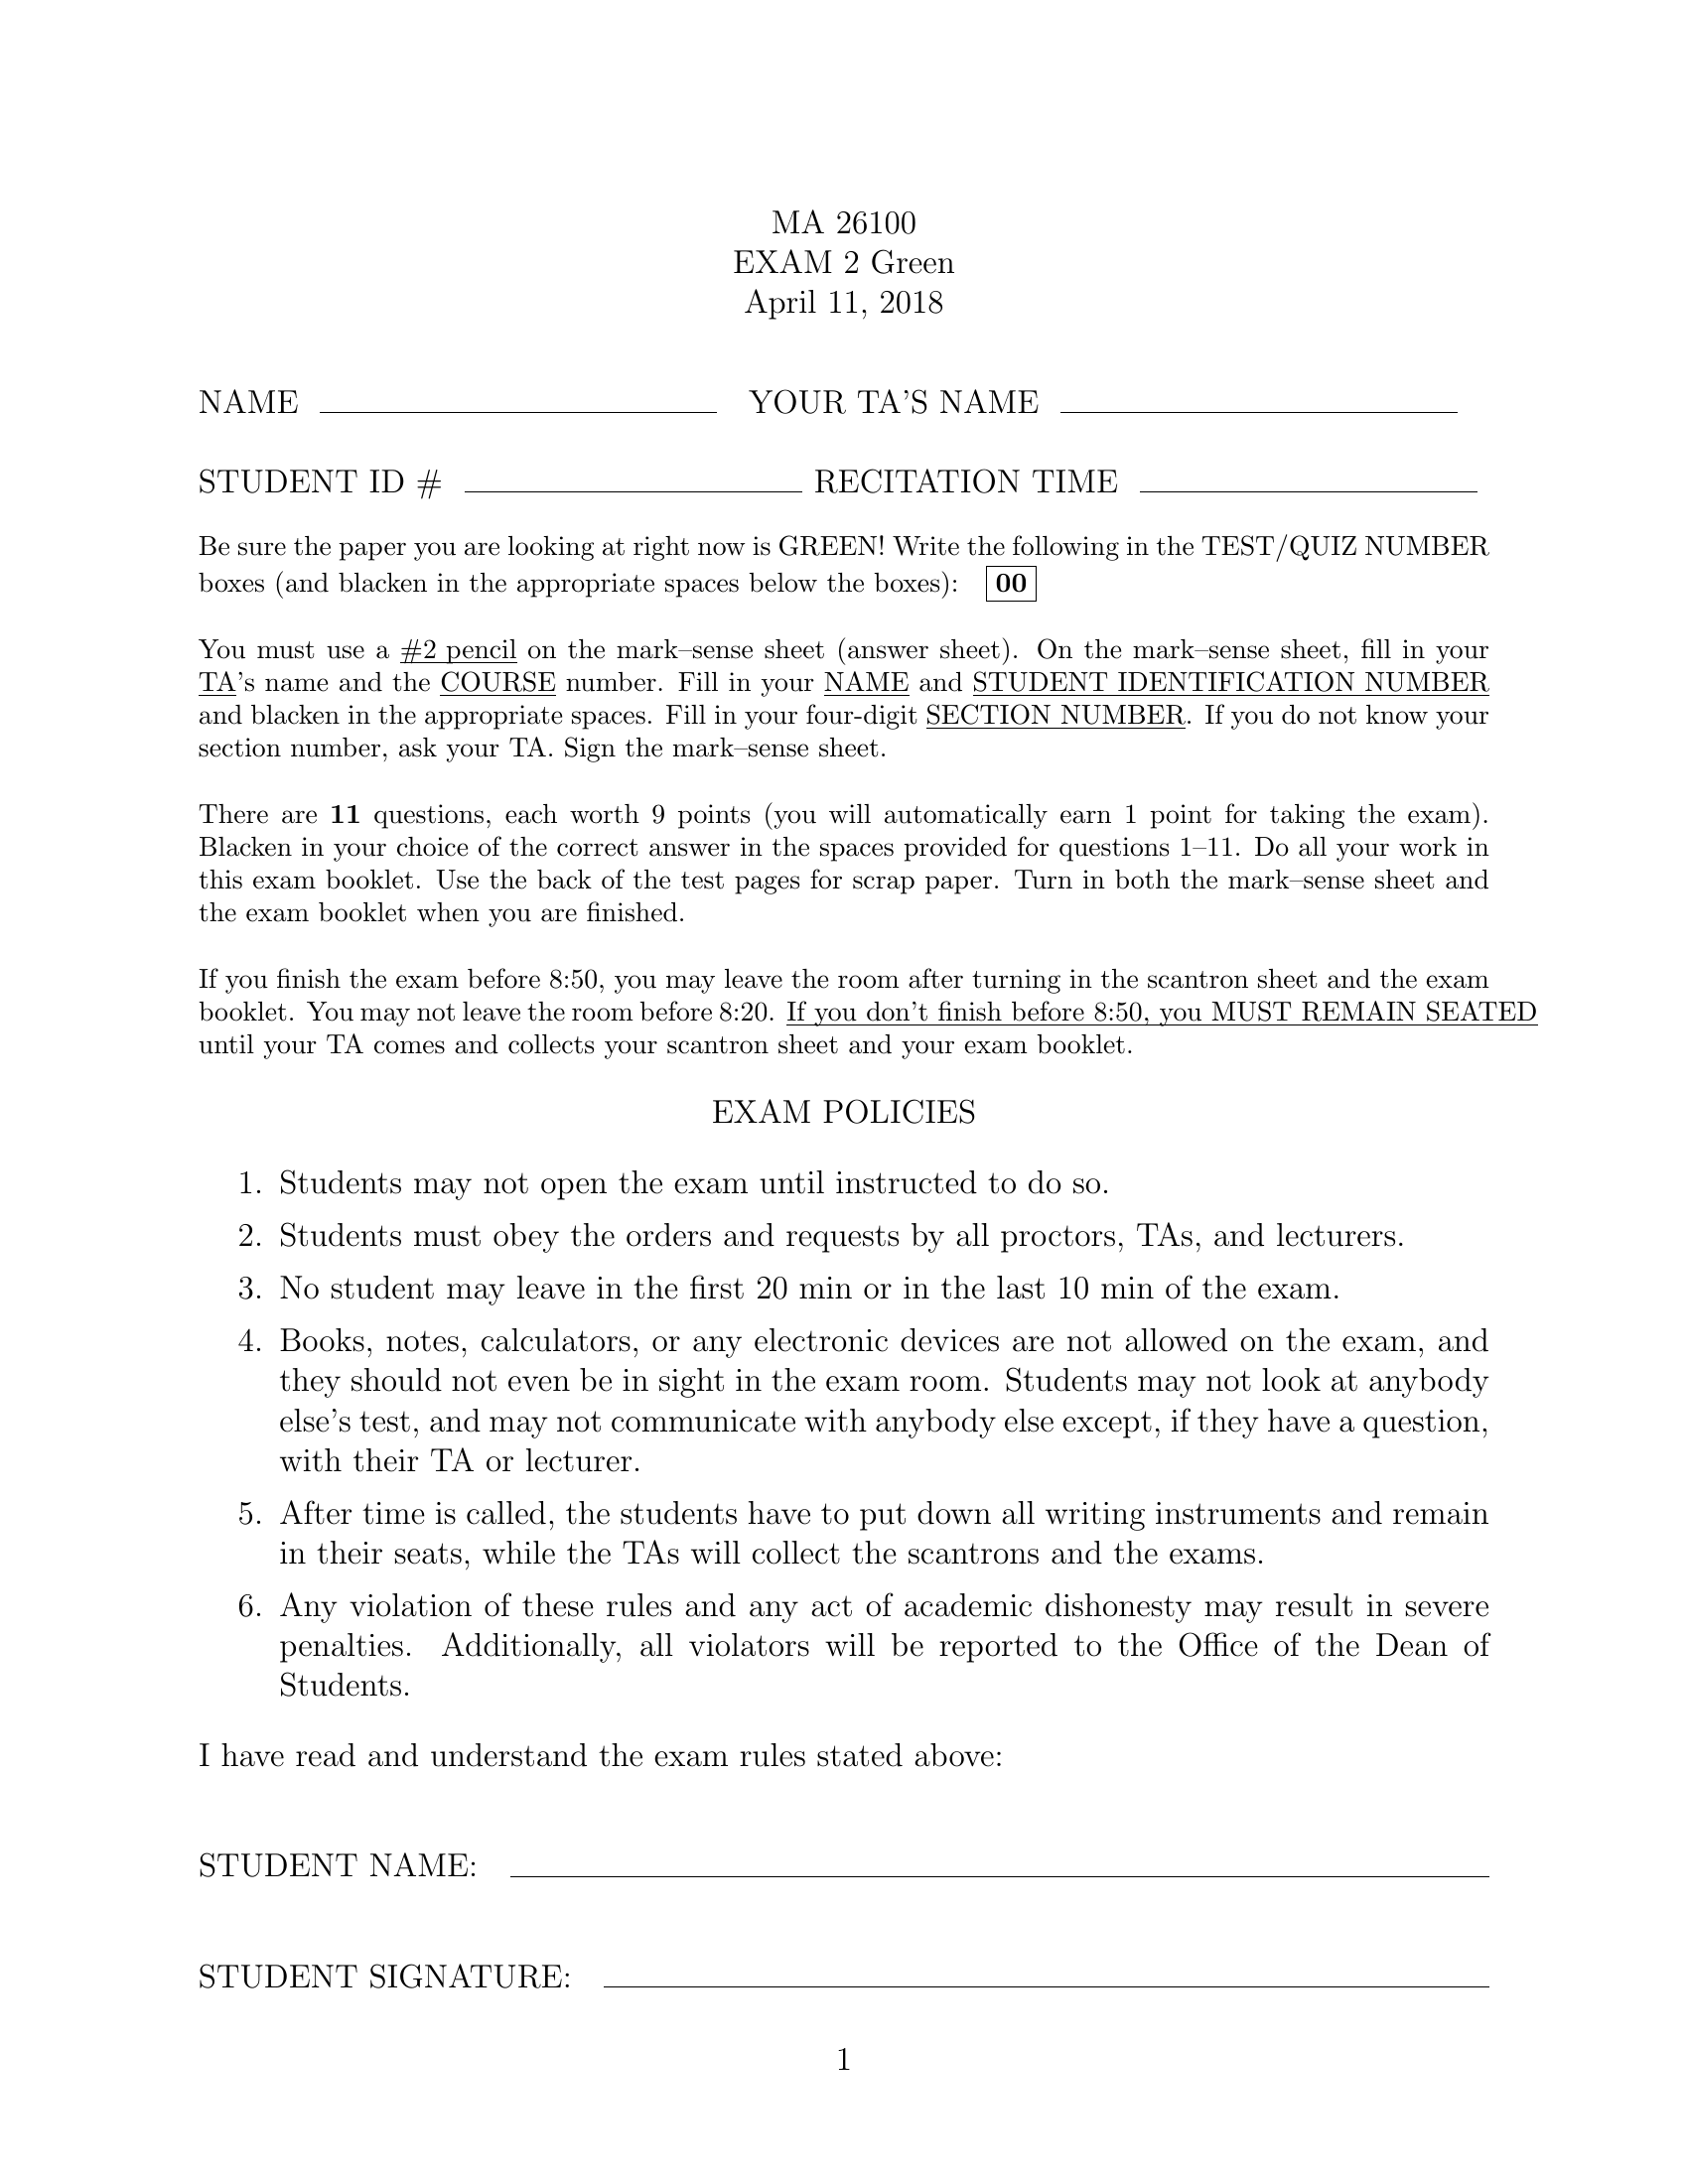 MA 26100
EXAM 2 Green
April 11, 2018
NAME YOUR TA'S NAME
STUDENT ID # RECITATION TIME
Be sure the paper you are looking at right now is GREEN! Write the following in the TEST/QUIZ NUMBER
boxes (and blacken in the appropriate spaces below the boxes): 00
You must use a #2 pencil on the mark–sense sheet (answer sheet). On the mark–sense sheet, fill in your
TA's name and the COURSE number. Fill in your NAME and STUDENT IDENTIFICATION NUMBER
and blacken in the appropriate spaces. Fill in your four-digit SECTION NUMBER. If you do not know your
section number, ask your TA. Sign the mark–sense sheet.
There are 11 questions, each worth 9 points (you will automatically earn 1 point for taking the exam).
Blacken in your choice of the correct answer in the spaces provided for questions 1–11. Do all your work in
this exam booklet. Use the back of the test pages for scrap paper. Turn in both the mark–sense sheet and
the exam booklet when you are finished.
If you finish the exam before 8:50, you may leave the room after turning in the scantron sheet and the exam
booklet. You may not leave the room before 8:20. If you don't finish before 8:50, you MUST REMAIN SEATED
until your TA comes and collects your scantron sheet and your exam booklet.
EXAM POLICIES
1. Students may not open the exam until instructed to do so.
2. Students must obey the orders and requests by all proctors, TAs, and lecturers.
3. No student may leave in the first 20 min or in the last 10 min of the exam.
4. Books, notes, calculators, or any electronic devices are not allowed on the exam, and
they should not even be in sight in the exam room. Students may not look at anybody
else's test, and may not communicate with anybody else except, if they have a question,
with their TA or lecturer.
5. After time is called, the students have to put down all writing instruments and remain
in their seats, while the TAs will collect the scantrons and the exams.
6. Any violation of these rules and any act of academic dishonesty may result in severe
penalties. Additionally, all violators will be reported to the Office of the Dean of
Students.
I have read and understand the exam rules stated above:
STUDENT NAME:
STUDENT SIGNATURE:
1